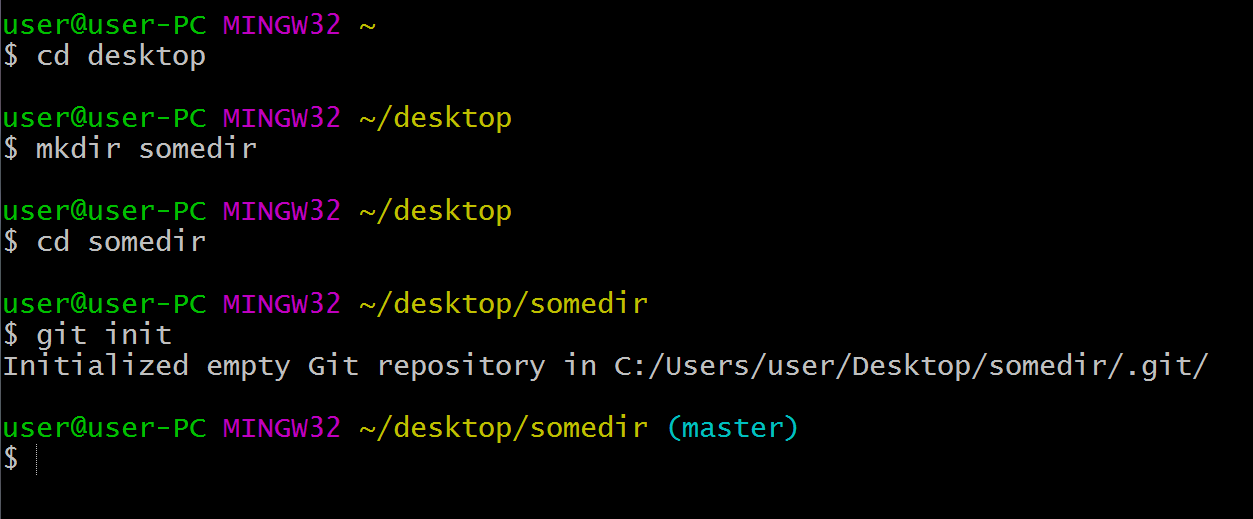 user@user-PC MINGW32 ~
$ cd desktop
user@user-PC MINGW32 ~/desktop
$ mkdir somedir
user@user-PC MINGW32 ~/desktop
$ cd somedir
user@user-PC MINGW32 ~/desktop/somedir
$ git init
Initialized empty Git repository in C:/Users/user/Desktop/somedir/.git/
user@user-PC MINGW32 ~/desktop/somedir (master)
$